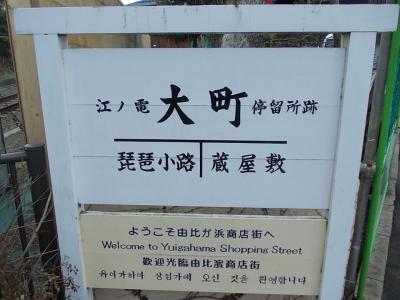 江ノ電 大町 停留所跡
琵琶小路 蔵屋敷
ようこそ由比が浜商店街へ
Welcome to Yuigahama Shopping Street
歡迎光臨由比濱商店街
유이가하마 상점가에 오신 것을 환영합니다